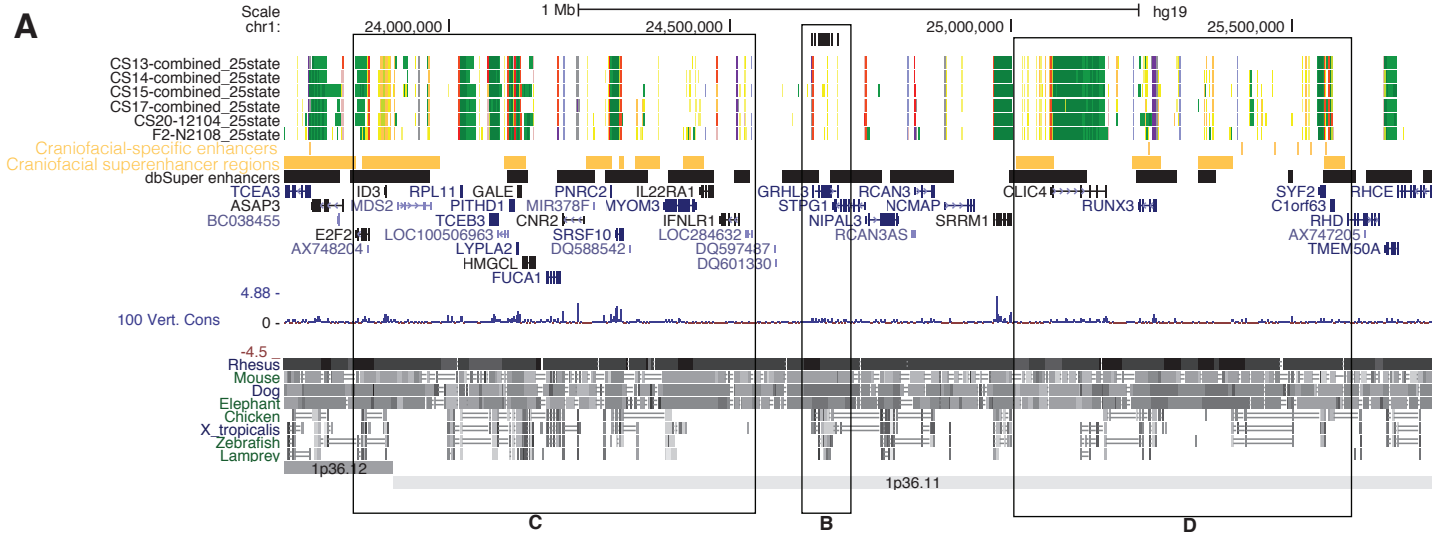 A
Scale 1 Mb hg19
chr1: 24,000,000 24,500,000 25,000,000 25,500,000
CS13-combined_25state
CS14-combined_25state
CS15-combined_25state
CS17-combined_25state
CS20-12104_25state
F2-N2108_25state
Craniofacial-specific enhancers
Craniofacial superenhancer regions
dbSuper enhancers
TCEA3 ID3 RPL11 GALE PNRC2 IL22RA1 GRHL3 RCAN3 CLIC4 SYF2 RHCE
ASAP3 MDS2 PITHD1 MIR378F MYOM3 STPG1 NCMAP RUNX3 C1orf63
BC038455 TCEB3 CNR2 IFNLR1 NIPAL3 SRRM1 RHD
E2F2 LOC100506963 SRSF10 LOC284632 RCAN3AS AX747205
AX748204 LYPLA2 DQ588542 DQ597487 TMEM50A
HMGCL DQ601330
FUCA1
4.88 -
100 Vert. Cons 0 -
-4.5 _
Rhesus
Mouse
Dog
Elephant
Chicken
X_tropicalis
Zebrafish
Lamprey
1p36.12
1p36.11
C B D